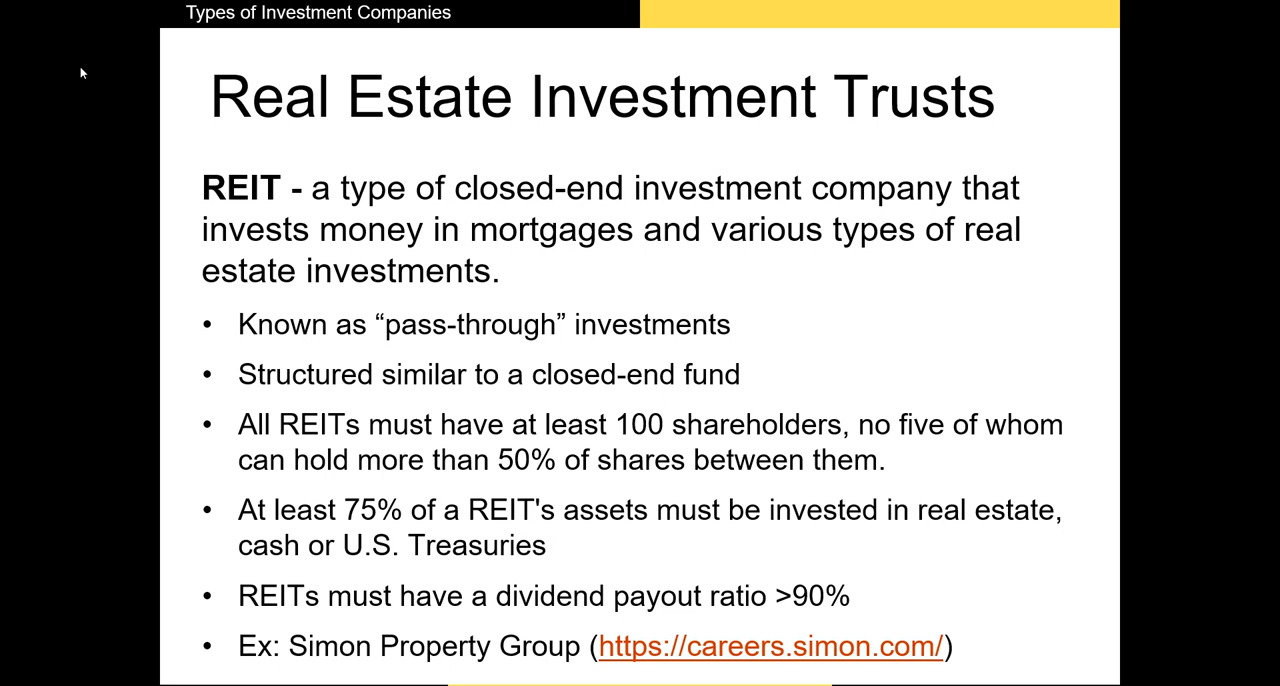 Types of Investment Companies
Real Estate Investment Trusts
REIT - a type of closed-end investment company that
invests money in mortgages and various types of real
estate investments.
• Known as “pass-through” investments
• Structured similar to a closed-end fund
• All REITs must have at least 100 shareholders, no five of whom
can hold more than 50% of shares between them.
• At least 75% of a REIT's assets must be invested in real estate,
cash or U.S. Treasuries
• REITs must have a dividend payout ratio >90%
• Ex: Simon Property Group (https://careers.simon.com/)